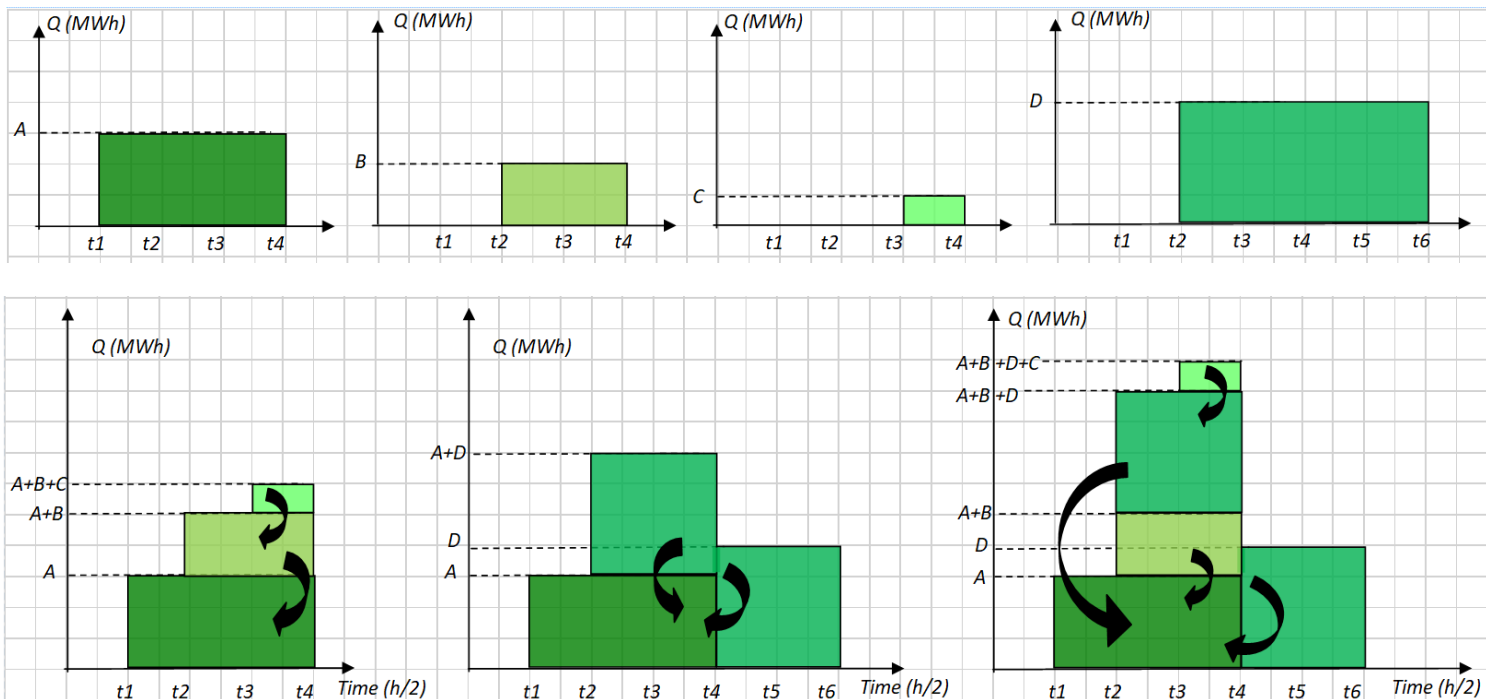 Q (MWh)
A
t1 t2 t3 t4
Q (MWh)
B
t1 t2 t3 t4
Q (MWh)
C
t1 t2 t3 t4
Q (MWh)
D
t1 t2 t3 t4 t5 t6
Q (MWh)
A+B+C
A+B
A
t1 t2 t3 t4 Time (h/2)
Q (MWh)
A+D
D
A
t1 t2 t3 t4 t5 t6 Time (h/2)
Q (MWh)
A+B +D+C
A+B +D
A+B
D
A
t1 t2 t3 t4 t5 t6 Time (h/2)